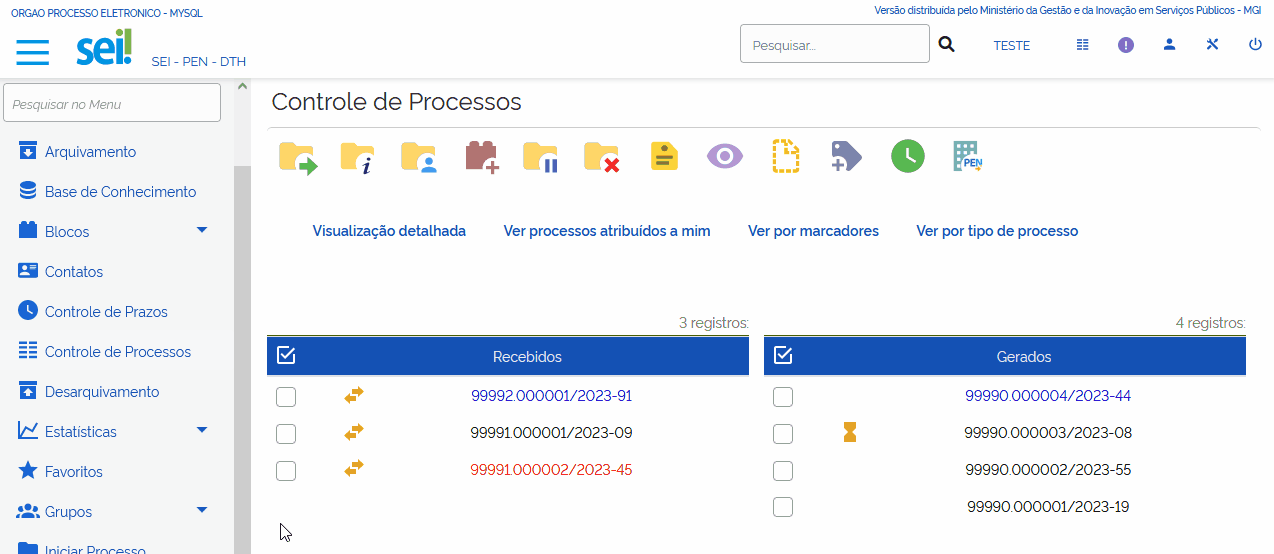 ORGAO PROCESSO ELETRONICO - MYSQL
Versão distribuída pelo Ministério da Gestão e da Inovação em Serviços Públicos - MGI
sei!
SEI - PEN - DTH
Pesquisar...
TESTE
Pesquisar no Menu
Arquivamento
Base de Conhecimento
Blocos
Contatos
Controle de Prazos
Controle de Processos
Desarquivamento
Estatísticas
Favoritos
Grupos
Iniciar Processo
Controle de Processos
PEN
Visualização detalhada
Ver processos atribuídos a mim
Ver por marcadores
Ver por tipo de processo
3 registros:
Recebidos
99992.000001/2023-91
99991.000001/2023-09
99991.000002/2023-45
4 registros:
Gerados
99990.000004/2023-44
99990.000003/2023-08
99990.000002/2023-55
99990.000001/2023-19